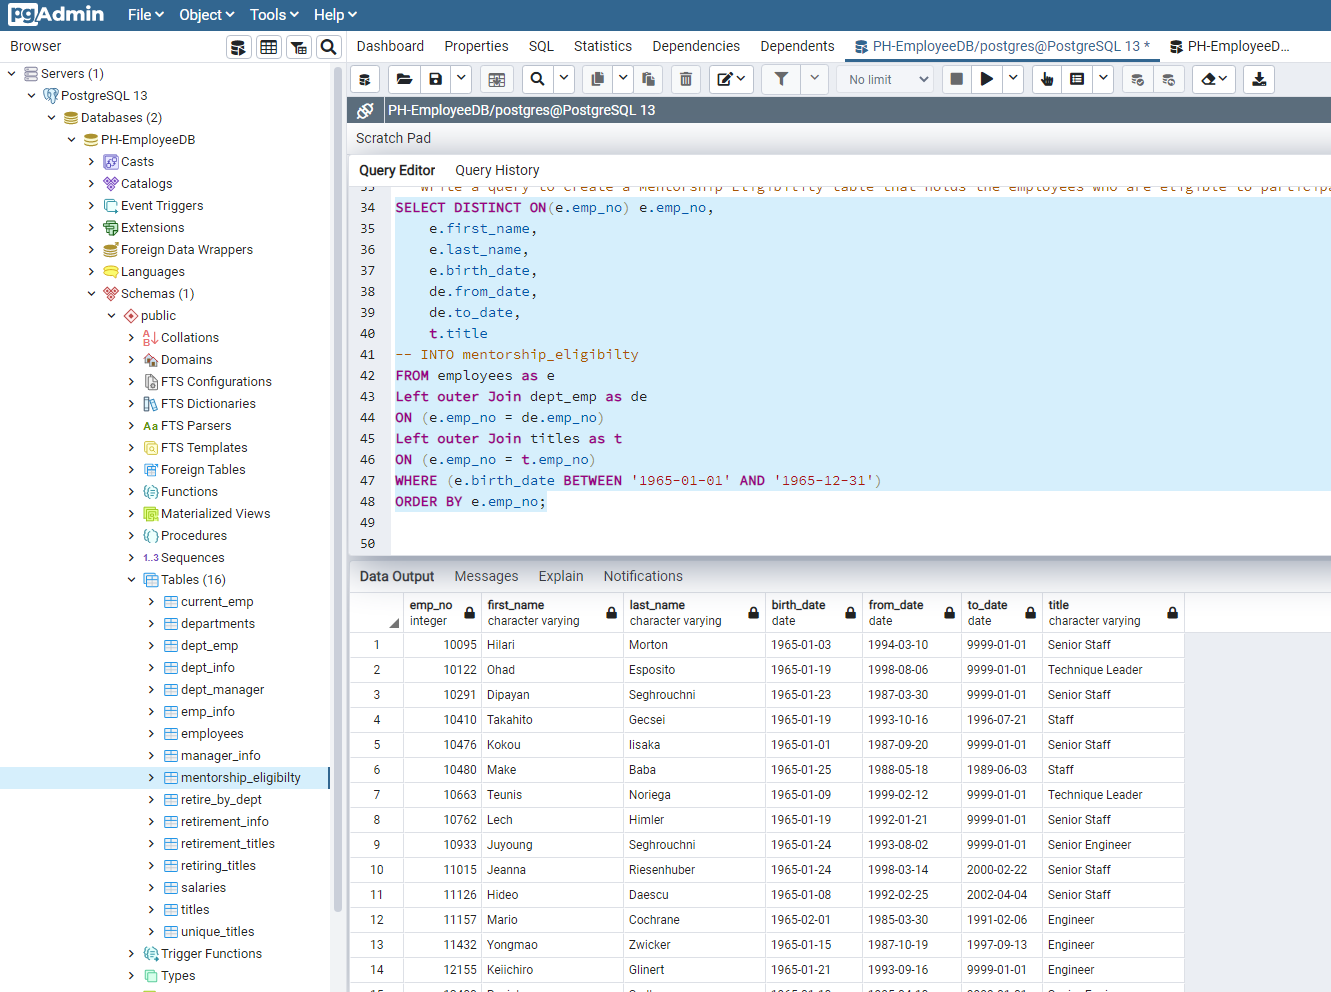 pgAdmin File Object Tools Help
Browser
Dashboard Properties SQL Statistics Dependencies Dependents PH-EmployeeDB/postgres@PostgreSQL 13 * PH-EmployeeD...
No limit
PH-EmployeeDB/postgres@PostgreSQL 13
Scratch Pad
Query Editor Query History
Servers (1)
PostgreSQL 13
Databases (2)
PH-EmployeeDB
Casts
Catalogs
Event Triggers
Extensions
Foreign Data Wrappers
Languages
Schemas (1)
public
Collations
Domains
FTS Configurations
FTS Dictionaries
Aa FTS Parsers
FTS Templates
Foreign Tables
Functions
Materialized Views
Procedures
1..3 Sequences
Tables (16)
current_emp
departments
dept_emp
dept_info
dept_manager
emp_info
employees
manager_info
mentorship_eligibilty
retire_by_dept
retirement_info
retirement_titles
retiring_titles
salaries
titles
unique_titles
Trigger Functions
Types
33 -- Write a query to create a Mentorship Eligibility table that holds the employees who are eligible to participa
34 SELECT DISTINCT ON(e.emp_no) e.emp_no,
35 e.first_name,
36 e.last_name,
37 e.birth_date,
38 de.from_date,
39 de.to_date,
40 t.title
41 -- INTO mentorship_eligibilty
42 FROM employees as e
43 Left outer Join dept_emp as de
44 ON (e.emp_no = de.emp_no)
45 Left outer Join titles as t
46 ON (e.emp_no = t.emp_no)
47 WHERE (e.birth_date BETWEEN '1965-01-01' AND '1965-12-31')
48 ORDER BY e.emp_no;
49
50
Data Output Messages Explain Notifications
emp_no first_name last_name birth_date from_date to_date title
integer character varying character varying date date date character varying
1 10095 Hilari Morton 1965-01-03 1994-03-10 9999-01-01 Senior Staff
2 10122 Ohad Esposito 1965-01-19 1998-08-06 9999-01-01 Technique Leader
3 10291 Dipayan Seghrouchni 1965-01-23 1987-03-30 9999-01-01 Senior Staff
4 10410 Takahito Gecsei 1965-01-19 1993-10-16 1996-07-21 Staff
5 10476 Kokou Iisaka 1965-01-01 1987-09-20 9999-01-01 Senior Staff
6 10480 Make Baba 1965-01-25 1988-05-18 1989-06-03 Staff
7 10663 Teunis Noriega 1965-01-09 1999-02-12 9999-01-01 Technique Leader
8 10762 Lech Himler 1965-01-19 1992-01-21 9999-01-01 Senior Staff
9 10933 Juyoung Seghrouchni 1965-01-24 1993-08-02 9999-01-01 Senior Engineer
10 11015 Jeanna Riesenhuber 1965-01-24 1998-03-14 2000-02-22 Senior Staff
11 11126 Hideo Daescu 1965-01-08 1992-02-25 2002-04-04 Senior Staff
12 11157 Mario Cochrane 1965-02-01 1985-03-30 1991-02-06 Engineer
13 11432 Yongmao Zwicker 1965-01-15 1987-10-19 1997-09-13 Engineer
14 12155 Keiichiro Glinert 1965-01-21 1993-09-16 9999-01-01 Engineer